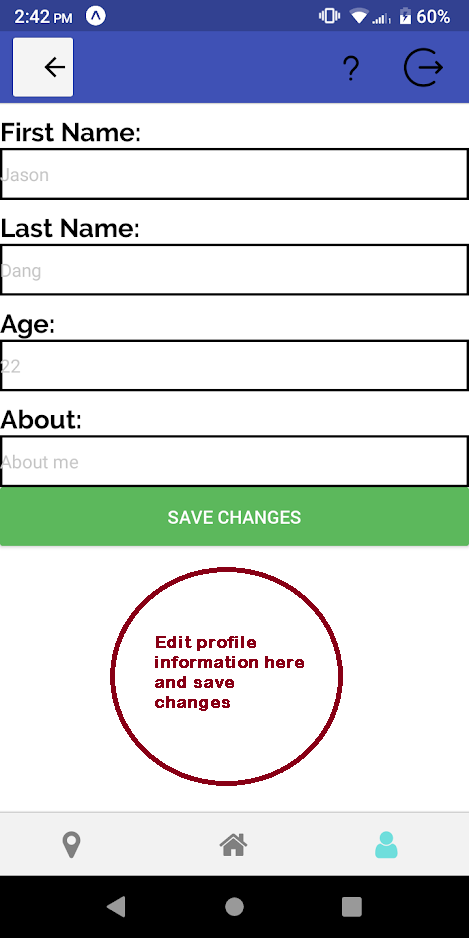 2:42 PM 60%
?
First Name:
Jason
Last Name:
Dang
Age:
22
About:
About me
SAVE CHANGES
Edit profile
information here
and save
changes